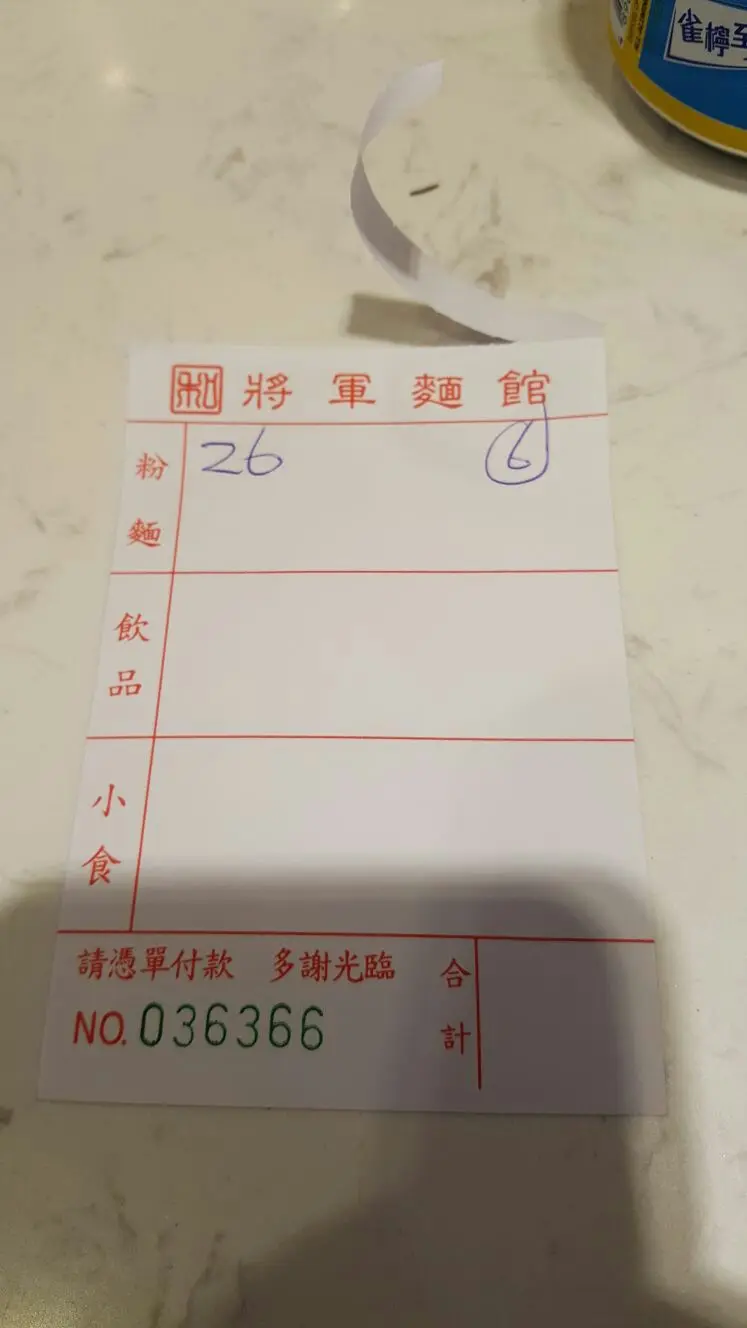 和 將軍麵館
粉麵 26 6
飲品
小食
請憑單付款 多謝光臨 合計
NO. 036366